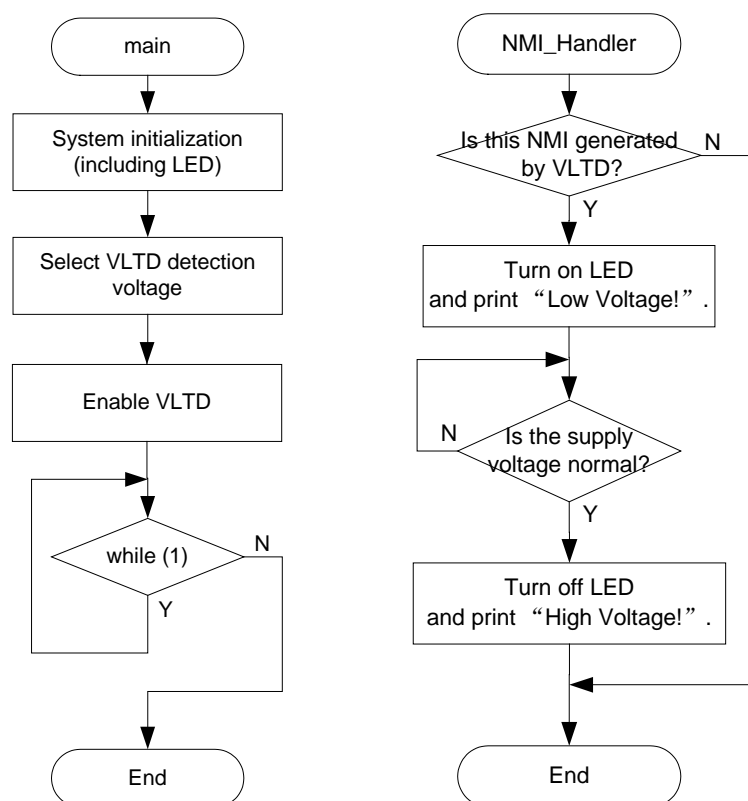 main
System initialization
(including LED)
Select VLTD detection
voltage
Enable VLTD
while (1)
N
Y
End
NMI_Handler
Is this NMI generated
by VLTD?
N
Y
Turn on LED
and print “Low Voltage!”.
N
Is the supply
voltage normal?
Y
Turn off LED
and print “High Voltage!”.
End